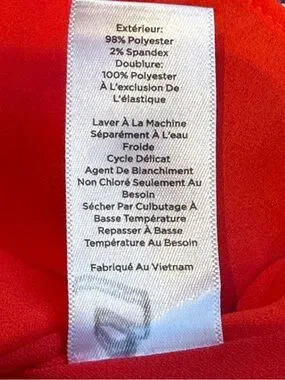 Extérieur:
98% Polyester
2% Spandex
Doublure:
100% Polyester
À L'exclusion De
L'élastique
Laver À La Machine
Séparément À L'eau
Froide
Cycle Délicat
Agent De Blanchiment
Non Chloré Seulement Au
Besoin
Sécher Par Culbutage À
Basse Température
Repasser À Basse
Température Au Besoin
Fabriqué Au Vietnam